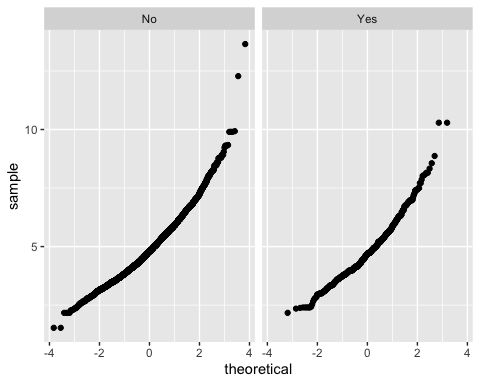 No
Yes
sample
10
5
-4 -2 0 2 4
-4 -2 0 2 4
theoretical